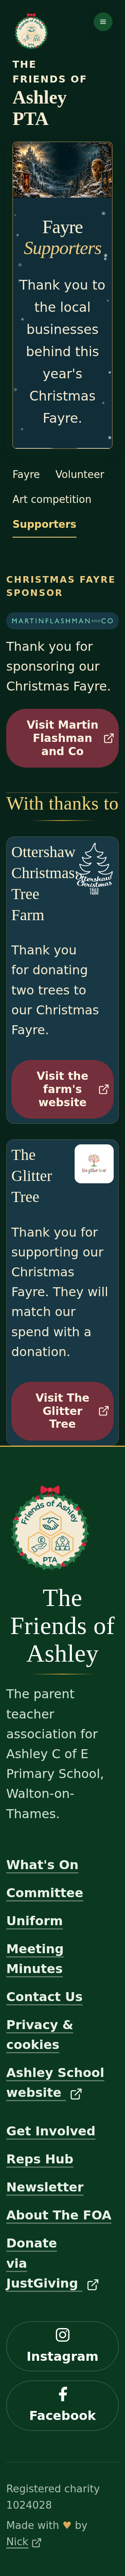 THE
FRIENDS OF
Ashley
PTA
Fayre
Supporters
Thank you to
the local
businesses
behind this
year's
Christmas
Fayre.
Fayre Volunteer
Art competition
Supporters
CHRISTMAS FAYRE
SPONSOR
MARTINFLASHMAN AND CO
Thank you for
sponsoring our
Christmas Fayre.
Visit Martin
Flashman
and Co
With thanks to
Ottershaw
Christmas
Tree
Farm
Ottershaw
Christmas
TREE
FARM
Thank you
for donating
two trees to
our Christmas
Fayre.
Visit the
farm's
website
The
Glitter
Tree
Thank you for
supporting our
Christmas
Fayre. They will
match our
spend with a
donation.
Visit The
Glitter
Tree
Friends of Ashley
PTA
The
Friends of
Ashley
The parent
teacher
association for
Ashley C of E
Primary School,
Walton-on-
Thames.
What's On
Committee
Uniform
Meeting
Minutes
Contact Us
Privacy &
cookies
Ashley School
website
Get Involved
Reps Hub
Newsletter
About The FOA
Donate
via
JustGiving
Instagram
Facebook
Registered charity
1024028
Made with ♥ by
Nick